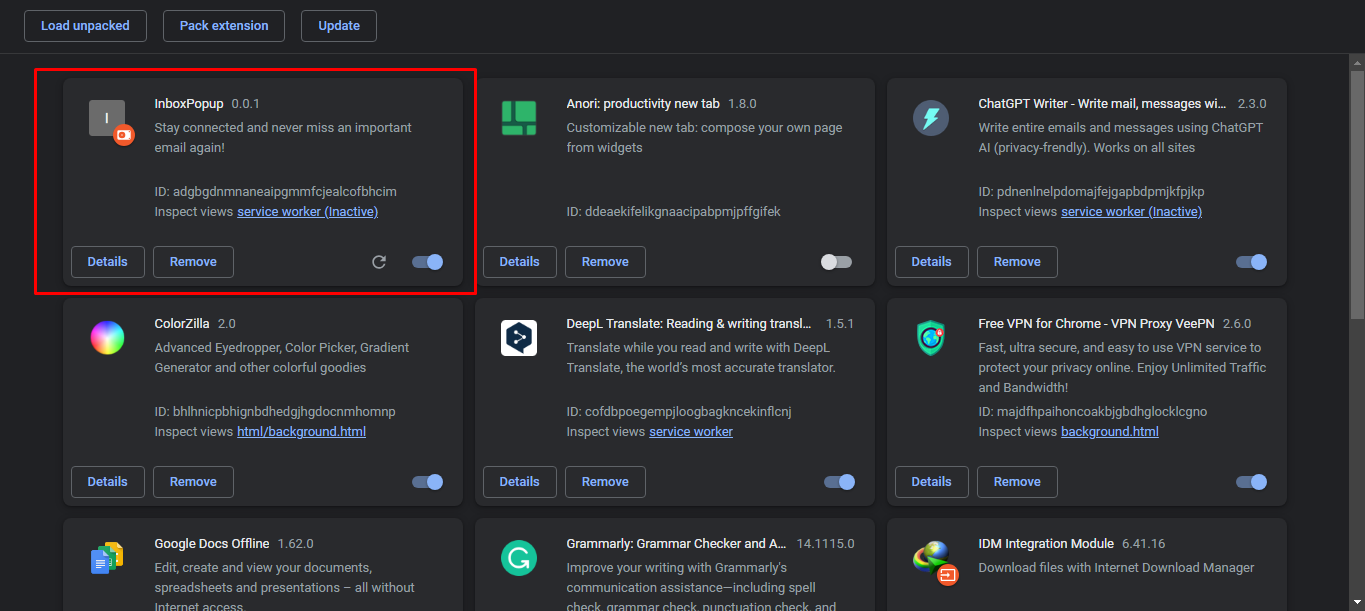 Load unpacked
Pack extension
Update
I
InboxPopup 0.0.1
Stay connected and never miss an important
email again!
ID: adgbgdnmnaneaipgmmfcjealcofbhcim
Inspect views service worker (Inactive)
Details
Remove
Anori: productivity new tab 1.8.0
Customizable new tab: compose your own page
from widgets
ID: ddeaekifelikgnaacipabpmjpffgifek
Details
Remove
ChatGPT Writer - Write mail, messages wi... 2.3.0
Write entire emails and messages using ChatGPT
AI (privacy-frendly). Works on all sites
ID: pdnenlnelpdomajfejgapbdpmjkfpjkp
Inspect views service worker (Inactive)
Details
Remove
ColorZilla 2.0
Advanced Eyedropper, Color Picker, Gradient
Generator and other colorful goodies
ID: bhlhnicpbhignbdhedgjhgdocnmhomnp
Inspect views html/background.html
Details
Remove
DeepL Translate: Reading & writing transl... 1.5.1
Translate while you read and write with DeepL
Translate, the world's most accurate translator.
ID: cofdbpoegempjloogbagkncekinflcnj
Inspect views service worker
Details
Remove
Free VPN for Chrome - VPN Proxy VeePN 2.6.0
Fast, ultra secure, and easy to use VPN service to
protect your privacy online. Enjoy Unlimited Traffic
and Bandwidth!
ID: majdfhpaihoncoakbjgbdhglocklcgno
Inspect views background.html
Details
Remove
Google Docs Offline 1.62.0
Edit, create and view your documents,
spreadsheets and presentations – all without
Internet access.
Grammarly: Grammar Checker and A... 14.1115.0
Improve your writing with Grammarly's
communication assistance—including spell
check, grammar check, punctuation check, and
IDM Integration Module 6.41.16
Download files with Internet Download Manager